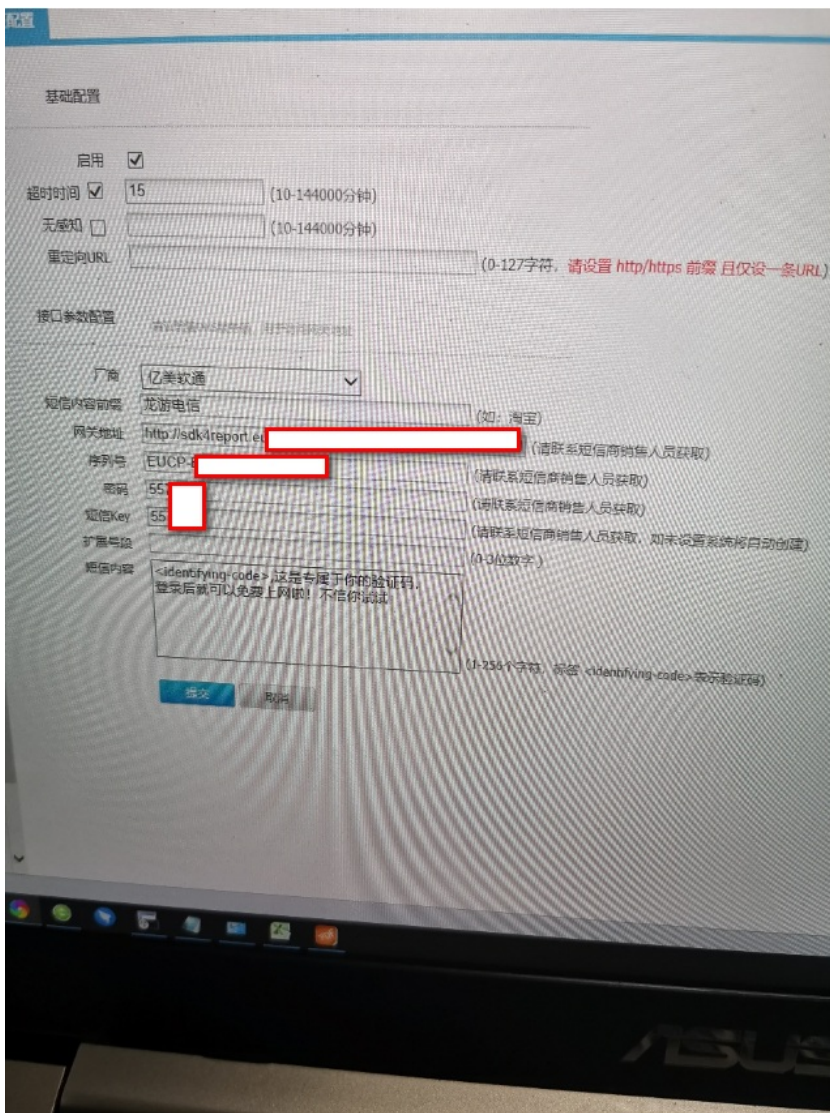 配置
基础配置
启用
超时时间 15 (10-144000分钟)
无感知 (10-144000分钟)
重定向URL (0-127字符，请设置 http/https 前缀 且仅设一条URL)
接口参数配置
厂商 亿美软通
短信内容前缀 龙游电信 (如：淘宝)
网关地址 http://sdk4report.eu (请联系短信商销售人员获取)
序列号 EUCP- (请联系短信商销售人员获取)
密码 55 (请联系短信商销售人员获取)
短信Key 55 (请联系短信商销售人员获取，如未设置系统将自动创建)
扩展号段 (0-3位数字 )
短信内容 <identifying-code>,这是专属于你的验证码，
登录后就可以免费上网啦！不信你试试
(1-256个字符，标签 <identifying-code>表示验证码)
提交 取消
ASUS